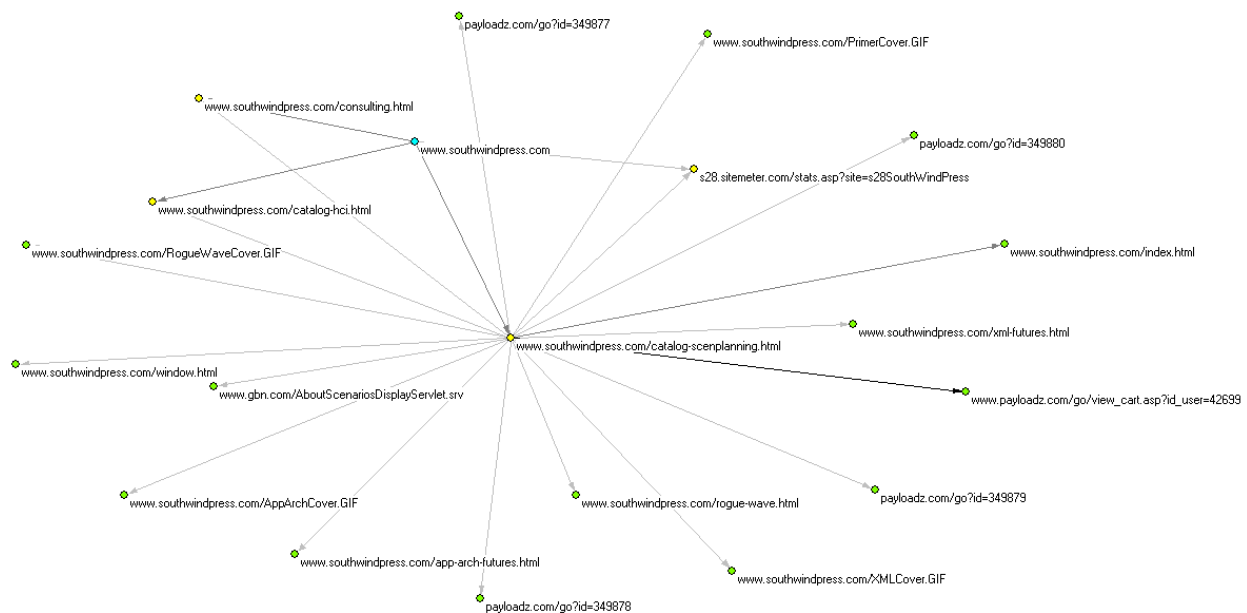 payloadz.com/go?id=349877
www.southwindpress.com/PrimerCover.GIF
www.southwindpress.com/consulting.html
www.southwindpress.com
payloadz.com/go?id=349880
s28.sitemeter.com/stats.asp?site=s28SouthWindPress
www.southwindpress.com/catalog-hci.html
www.southwindpress.com/RogueWaveCover.GIF
www.southwindpress.com/index.html
www.southwindpress.com/xml-futures.html
www.southwindpress.com/catalog-scenplanning.html
www.southwindpress.com/window.html
www.gbn.com/AboutScenariosDisplayServlet.srv
www.payloadz.com/go/view_cart.asp?id_user=42699
www.southwindpress.com/AppArchCover.GIF
www.southwindpress.com/rogue-wave.html
payloadz.com/go?id=349879
www.southwindpress.com/app-arch-futures.html
www.southwindpress.com/XMLCover.GIF
payloadz.com/go?id=349878